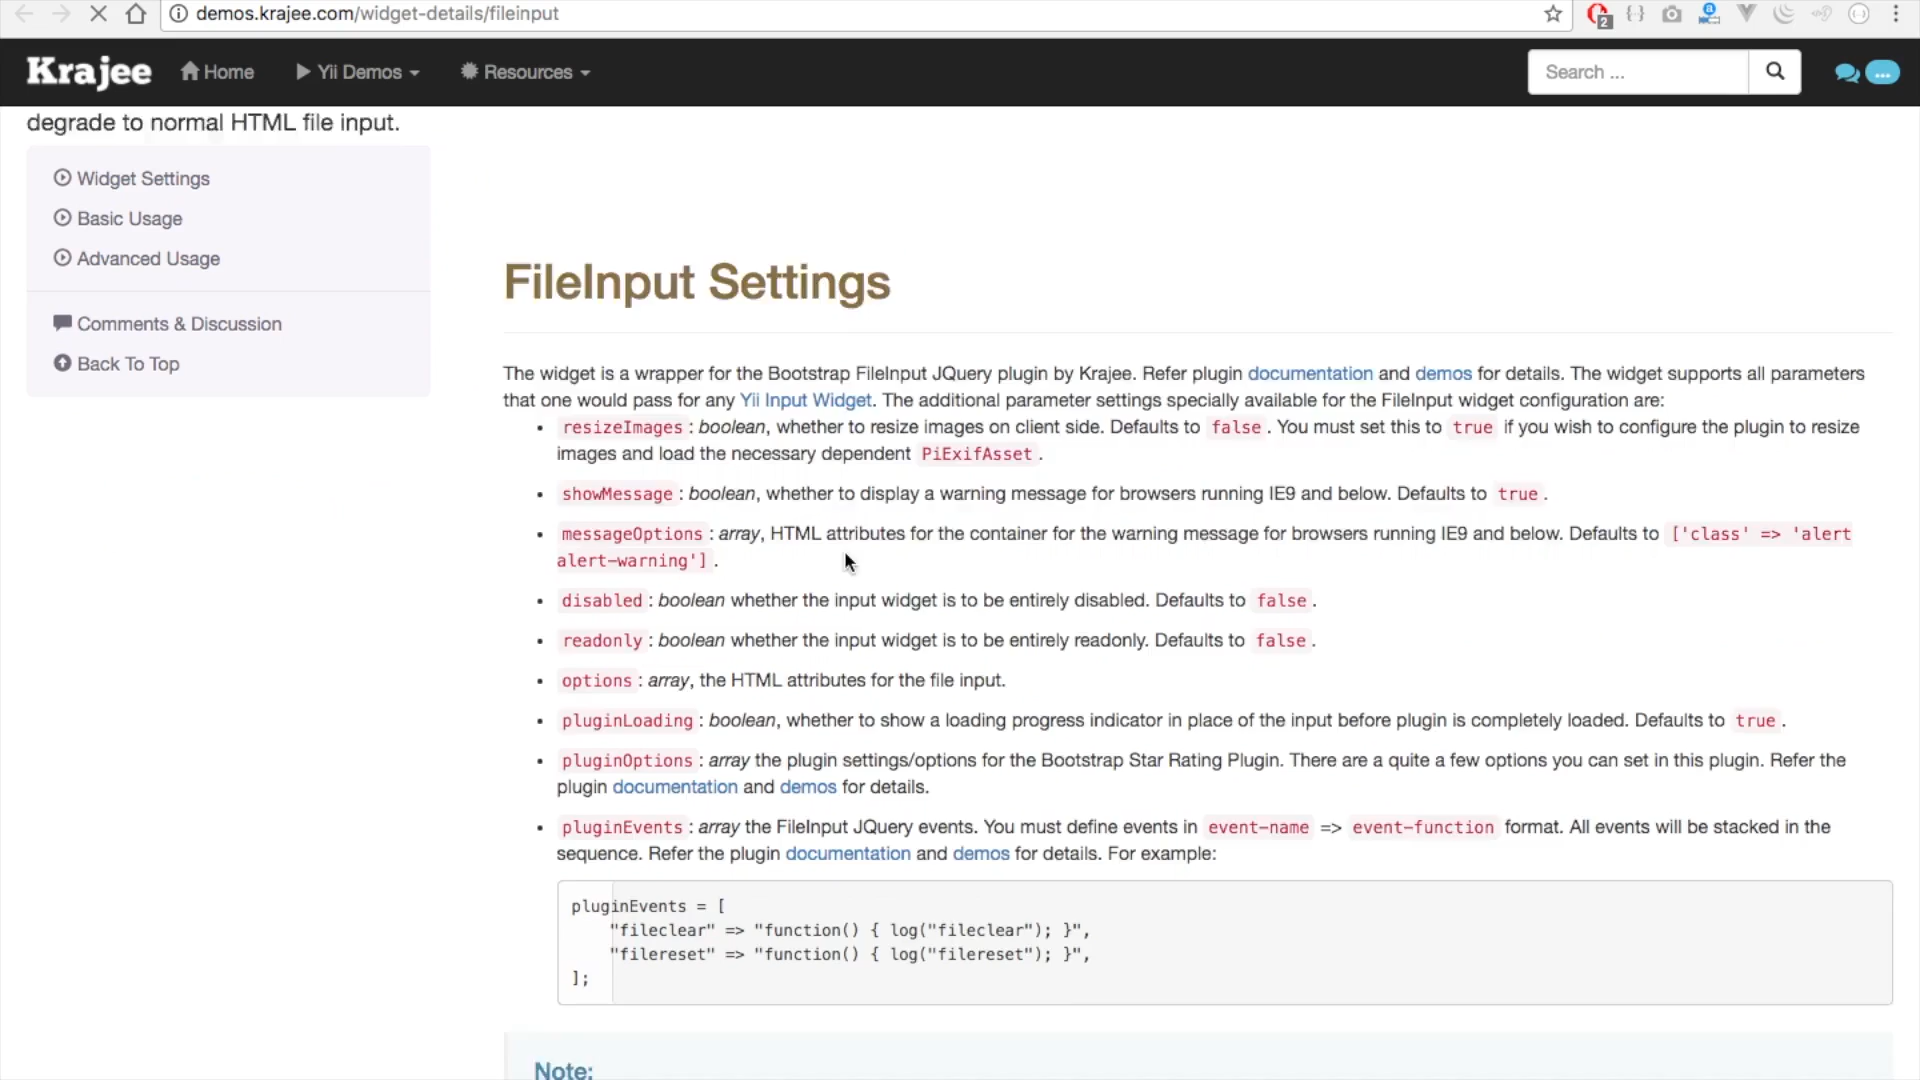 demos.krajee.com/widget-details/fileinput
2
Krajee Home Yii Demos Resources Search ... ...
degrade to normal HTML file input.
Widget Settings
Basic Usage
Advanced Usage
Comments & Discussion
Back To Top
FileInput Settings
The widget is a wrapper for the Bootstrap FileInput JQuery plugin by Krajee. Refer plugin documentation and demos for details. The widget supports all parameters
that one would pass for any Yii Input Widget. The additional parameter settings specially available for the FileInput widget configuration are:
• resizeImages : boolean, whether to resize images on client side. Defaults to false . You must set this to true if you wish to configure the plugin to resize
images and load the necessary dependent PiExifAsset .
• showMessage : boolean, whether to display a warning message for browsers running IE9 and below. Defaults to true .
• messageOptions : array, HTML attributes for the container for the warning message for browsers running IE9 and below. Defaults to ['class' => 'alert
alert-warning'] .
• disabled : boolean whether the input widget is to be entirely disabled. Defaults to false .
• readonly : boolean whether the input widget is to be entirely readonly. Defaults to false .
• options : array, the HTML attributes for the file input.
• pluginLoading : boolean, whether to show a loading progress indicator in place of the input before plugin is completely loaded. Defaults to true .
• pluginOptions : array the plugin settings/options for the Bootstrap Star Rating Plugin. There are a quite a few options you can set in this plugin. Refer the
plugin documentation and demos for details.
• pluginEvents : array the FileInput JQuery events. You must define events in event-name => event-function format. All events will be stacked in the
sequence. Refer the plugin documentation and demos for details. For example:
pluginEvents = [
"fileclear" => "function() { log("fileclear"); }",
"filereset" => "function() { log("filereset"); }",
];
Note: